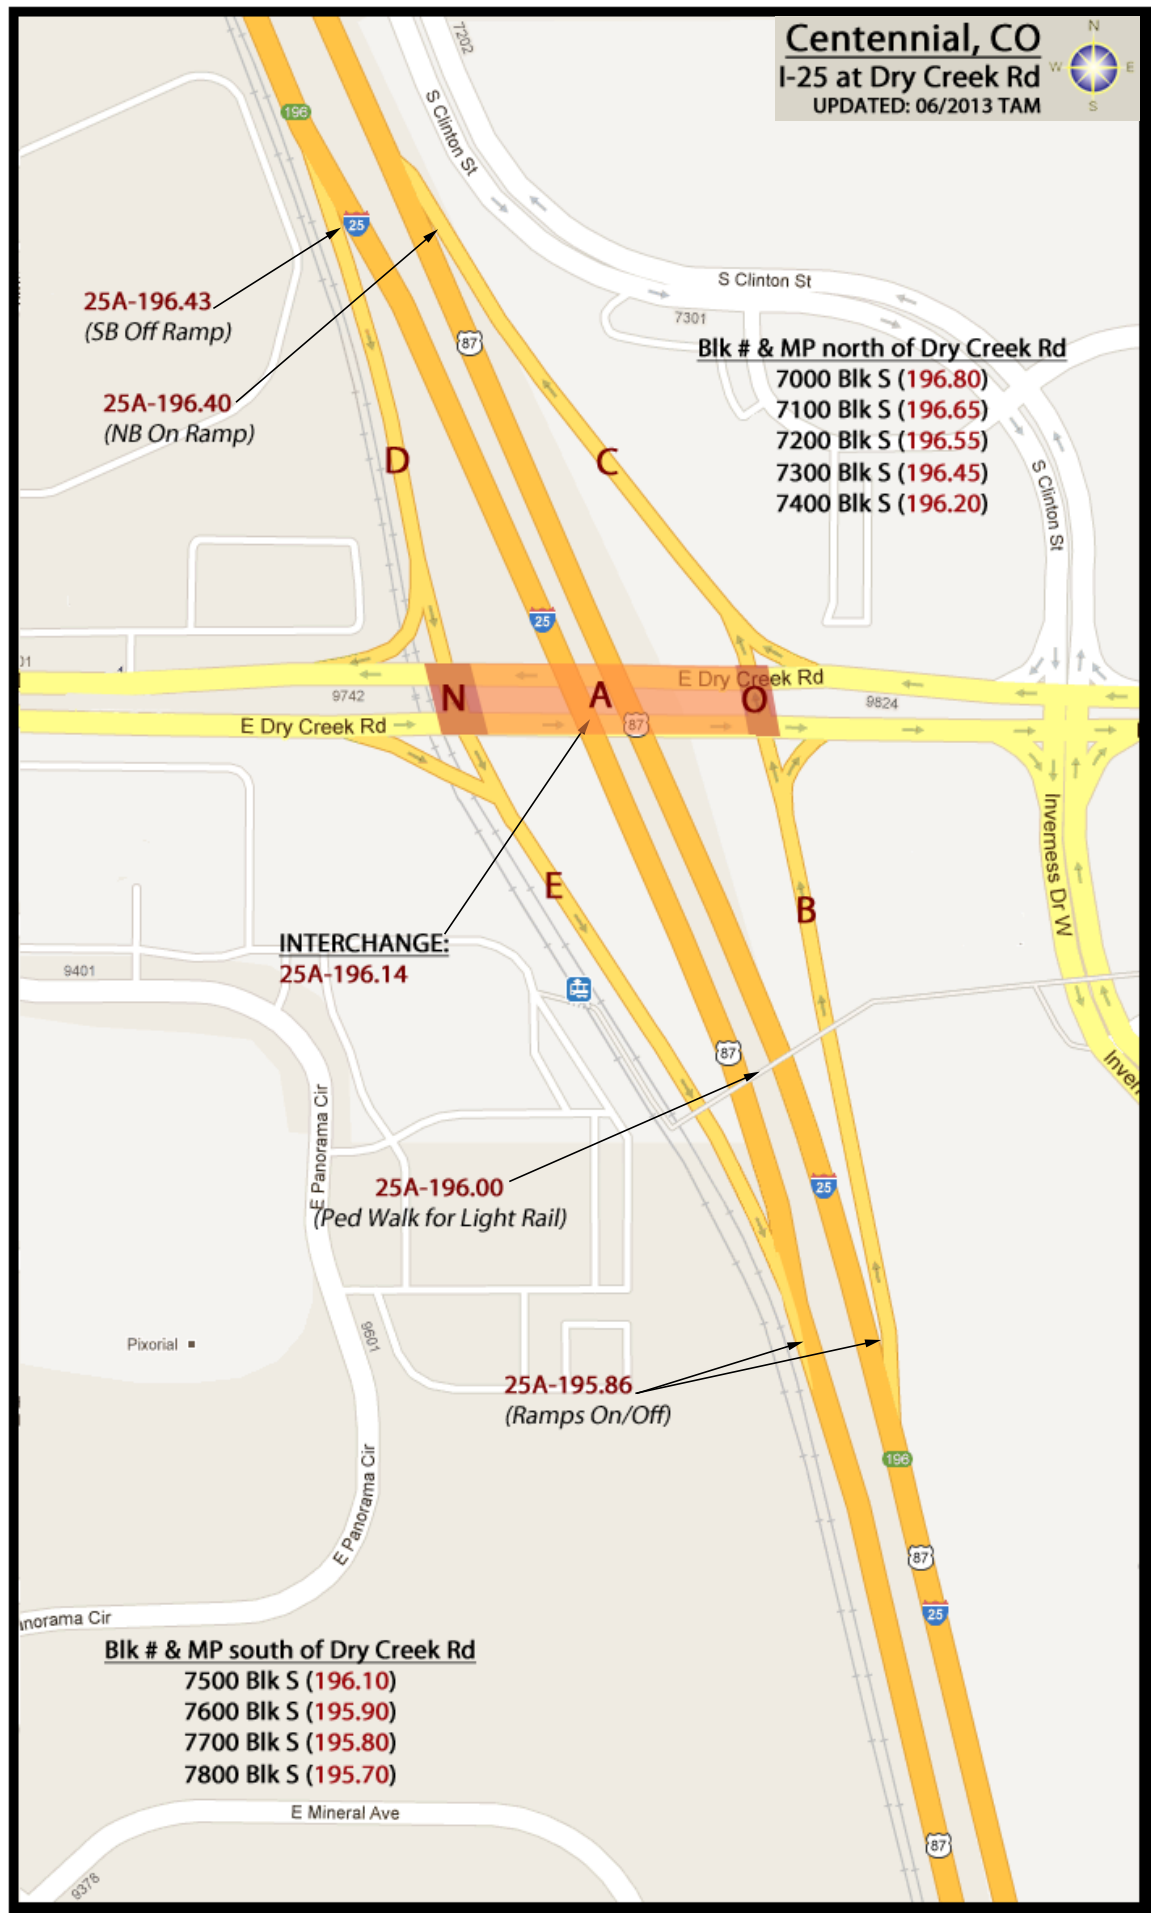 Centennial, CO
I-25 at Dry Creek Rd
UPDATED: 06/2013 TAM
N
W
E
S
7202
S Clinton St
196
25
25A-196.43
(SB Off Ramp)
S Clinton St
7301
87
Blk # & MP north of Dry Creek Rd
7000 Blk S (196.80)
7100 Blk S (196.65)
7200 Blk S (196.55)
7300 Blk S (196.45)
7400 Blk S (196.20)
25A-196.40
(NB On Ramp)
D
C
S Clinton St
25
01
E Dry Creek Rd
9742
N
A
O
9824
E Dry Creek Rd
87
Inverness Dr W
E
B
INTERCHANGE:
25A-196.14
9401
87
Inver
E Panorama Cir
25A-196.00
(Ped Walk for Light Rail)
25
Pixorial
9601
25A-195.86
(Ramps On/Off)
196
E Panorama Cir
87
25
norama Cir
Blk # & MP south of Dry Creek Rd
7500 Blk S (196.10)
7600 Blk S (195.90)
7700 Blk S (195.80)
7800 Blk S (195.70)
E Mineral Ave
87
9378